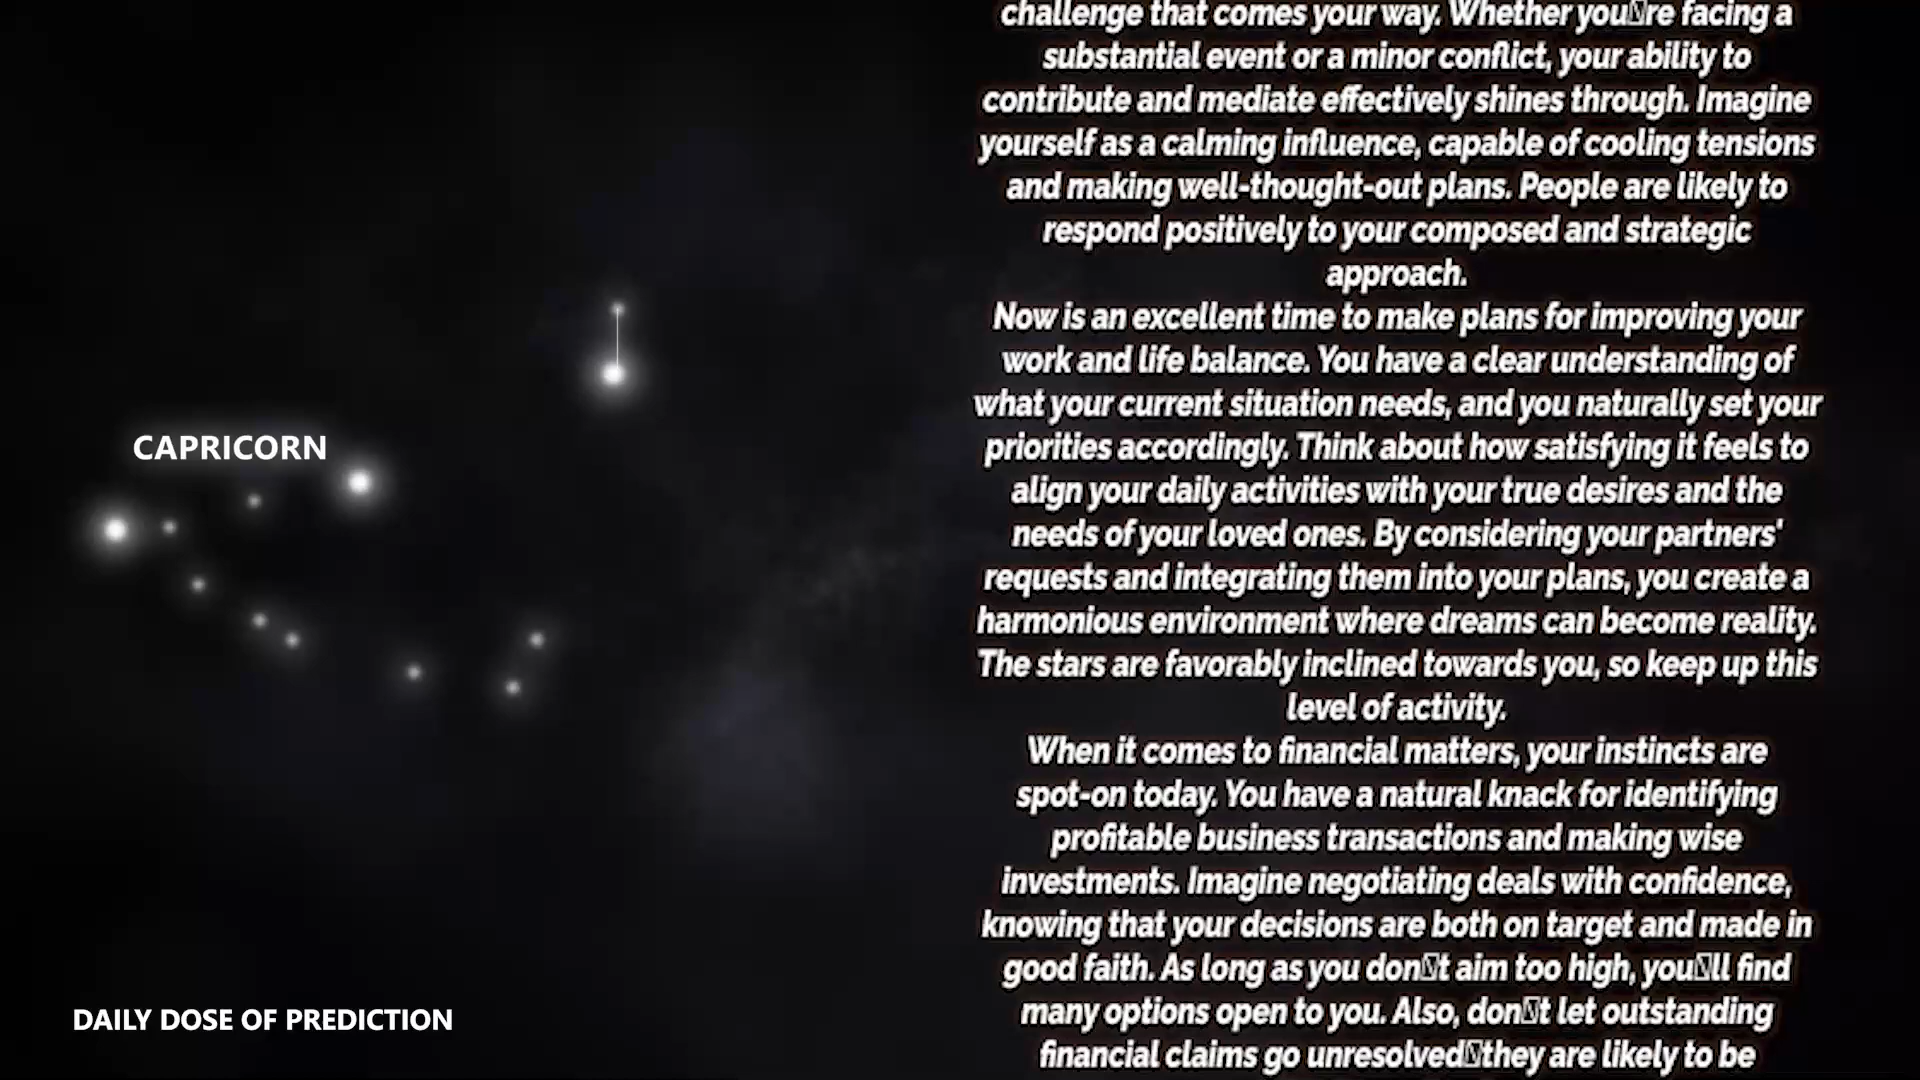 CAPRICORN
DAILY DOSE OF PREDICTION
challenge that comes your way. Whether you▯re facing a
substantial event or a minor conflict, your ability to
contribute and mediate effectively shines through. Imagine
yourself as a calming influence, capable of cooling tensions
and making well-thought-out plans. People are likely to
respond positively to your composed and strategic
approach.
Now is an excellent time to make plans for improving your
work and life balance. You have a clear understanding of
what your current situation needs, and you naturally set your
priorities accordingly. Think about how satisfying it feels to
align your daily activities with your true desires and the
needs of your loved ones. By considering your partners'
requests and integrating them into your plans, you create a
harmonious environment where dreams can become reality.
The stars are favorably inclined towards you, so keep up this
level of activity.
When it comes to financial matters, your instincts are
spot-on today. You have a natural knack for identifying
profitable business transactions and making wise
investments. Imagine negotiating deals with confidence,
knowing that your decisions are both on target and made in
good faith. As long as you don▯t aim too high, you▯ll find
many options open to you. Also, don▯t let outstanding
financial claims go unresolved▯they are likely to be